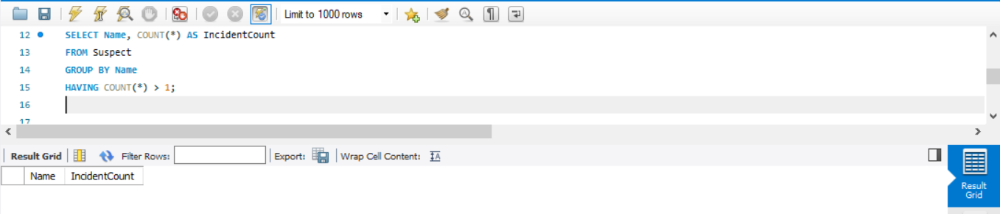 Limit to 1000 rows
12 SELECT Name, COUNT(*) AS IncidentCount
13 FROM Suspect
14 GROUP BY Name
15 HAVING COUNT(*) > 1;
16
17
Result Grid Filter Rows: Export: Wrap Cell Content: IA
Name IncidentCount
Result
Grid